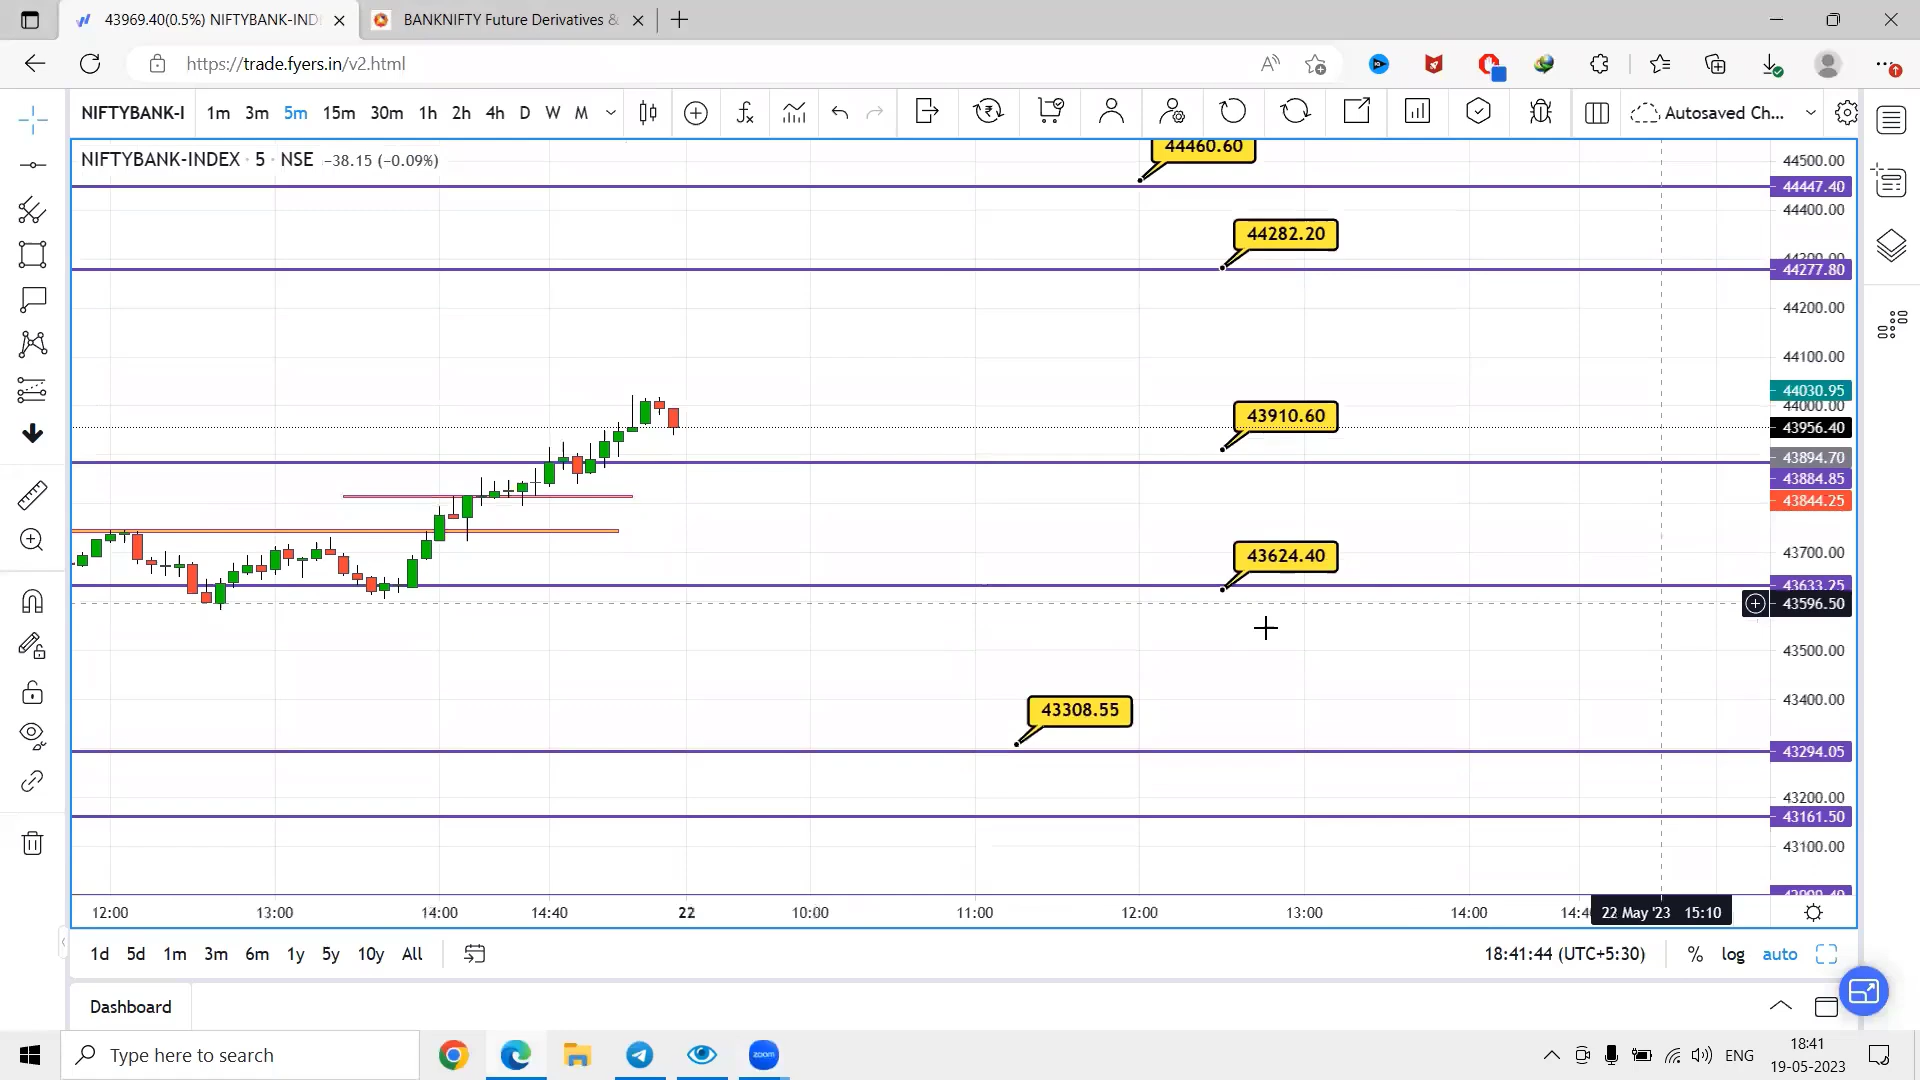 43969.40(0.5%) NIFTYBANK-IND
BANKNIFTY Future Derivatives &
https://trade.fyers.in/v2.html
NIFTYBANK-I 1m 3m 5m 15m 30m 1h 2h 4h D W M
Autosaved Ch...
NIFTYBANK-INDEX · 5 · NSE −38.15 (−0.09%)
44460.60
44500.00
44447.40
44400.00
44282.20
44277.80
44200.00
44100.00
44030.95
44000.00
43910.60
43956.40
43894.70
43884.85
43844.25
43700.00
43624.40
43633.25
43596.50
43500.00
43400.00
43308.55
43294.05
43200.00
43161.50
43100.00
12:00 13:00 14:00 14:40 22 10:00 11:00 12:00 13:00 14:00 14:4 22 May '23 15:10
1d 5d 1m 3m 6m 1y 5y 10y All
18:41:44 (UTC+5:30) % log auto
Dashboard
Type here to search
zoom
ENG
18:41
19-05-2023